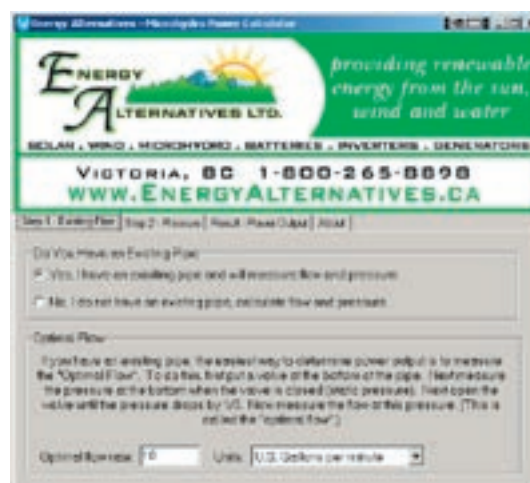 Energy Alternatives - Microhydro Power Calculator
ENERGY
ALTERNATIVES LTD.
providing renewable
energy from the sun,
wind and water
SOLAR . WIND . MICROHYDRO . BATTERIES . INVERTERS . GENERATORS
VICTORIA, BC 1-800-265-8898
WWW.ENERGYALTERNATIVES.CA
Step 1 - Existing Pipe Step 2 - Pressure Result - Power Output About
Do You Have an Existing Pipe
Yes, I have an existing pipe and will measure flow and pressure
No, I do not have an existing pipe, calculate flow and pressure
Optimal Flow
If you have an existing pipe, the easiest way to determine power output is to measure
the "Optimal Flow". To do this, first put a valve at the bottom of the pipe. Next measure
the pressure at the bottom when the valve is closed (static pressure). Next open the
valve until the pressure drops by 1/3. Now measure the flow at this pressure. (This is
called the "optimal flow".)
Optimal flow rate: 10 Units: U.S. Gallons per minute